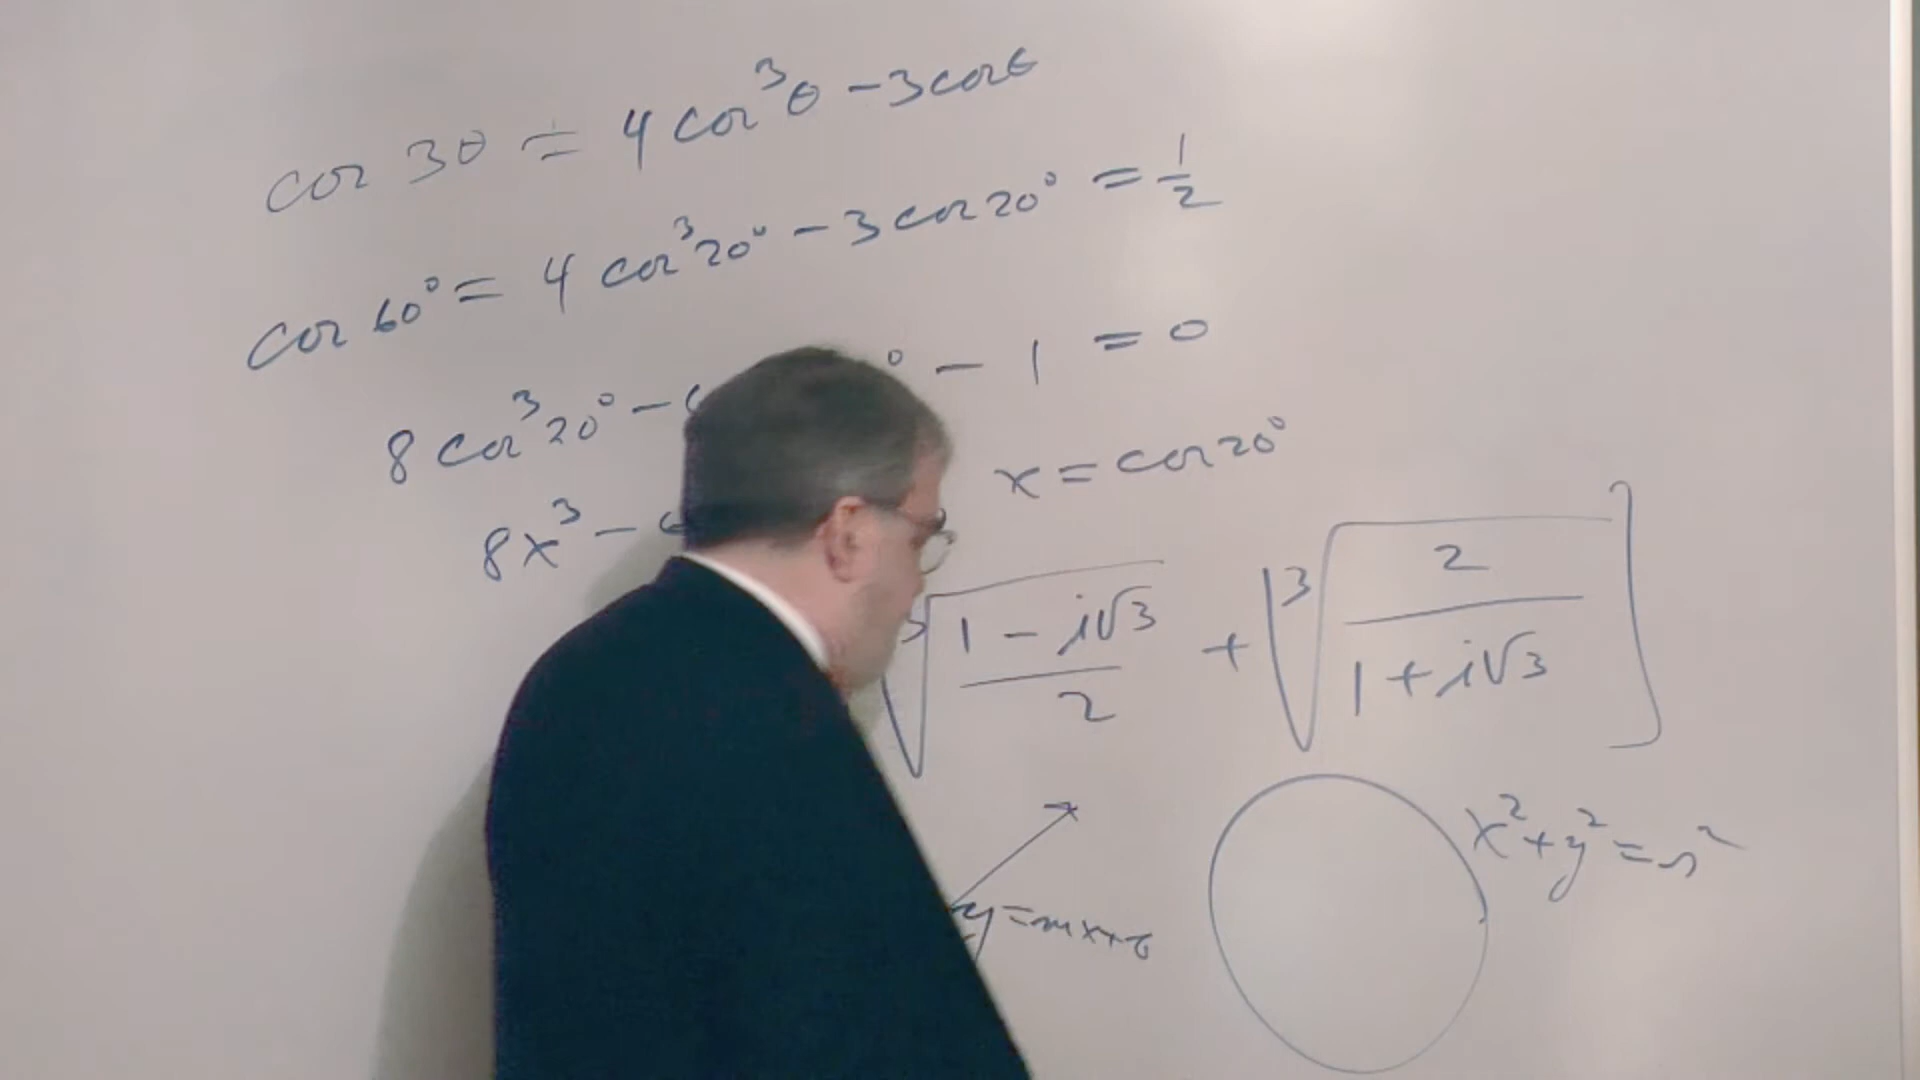 cos 3θ = 4 cos³θ - 3cosθ
cos 60° = 4 cos³20° - 3 cos 20° = 1/2
8 cos³20° - ° - 1 = 0
x = cos 20°
8x³ -
∛((1 - i√3)/2) + ∛(2/(1 + i√3)) ]
x² + y² = r²
y = mx + b